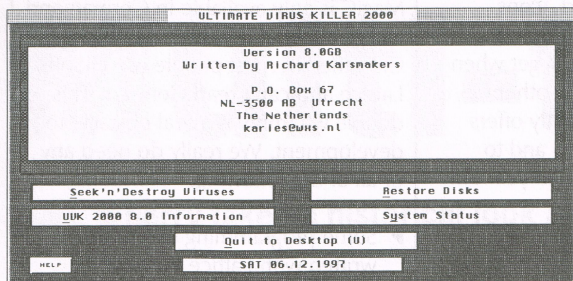 ULTIMATE VIRUS KILLER 2000
Version 8.0GB
Written by Richard Karsmakers
P.O. Box 67
NL-3500 AB Utrecht
The Netherlands
karies@wns.nl
Seek'n'Destroy Viruses
Restore Disks
UVK 2000 8.0 Information
System Status
Quit to Desktop (U)
HELP
SAT 06.12.1997